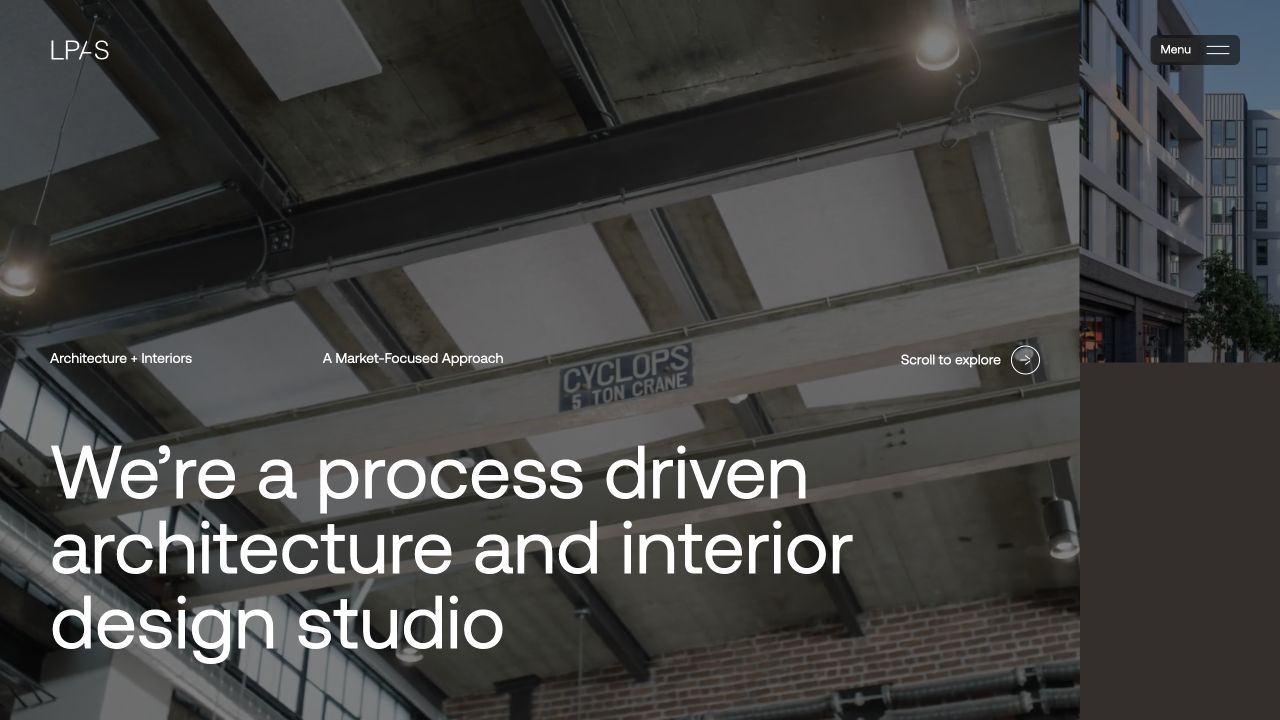 LPAS
Menu
Architecture + Interiors
A Market-Focused Approach
Scroll to explore
CYCLOPS
5 TON CRANE
We’re a process driven
architecture and interior
design studio